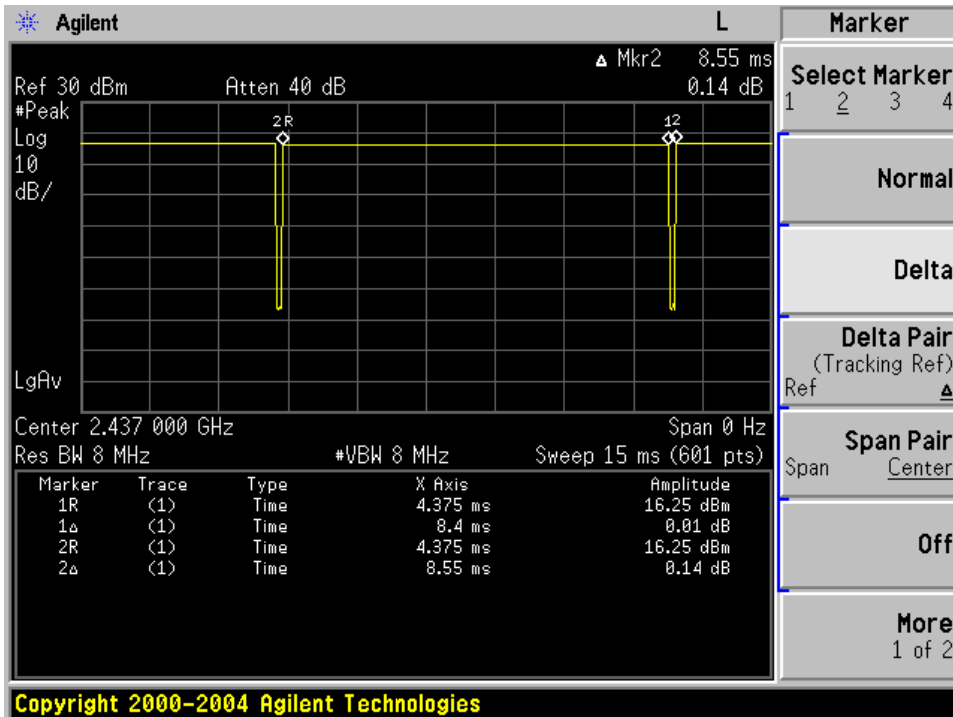 Agilent L
▵ Mkr2 8.55 ms
Ref 30 dBm Atten 40 dB 0.14 dB
#Peak
Log
10
dB/
2R 12
LgAv
Center 2.437 000 GHz Span 0 Hz
Res BW 8 MHz #VBW 8 MHz Sweep 15 ms (601 pts)
Marker Trace Type X Axis Amplitude
1R (1) Time 4.375 ms 16.25 dBm
1▵ (1) Time 8.4 ms 0.01 dB
2R (1) Time 4.375 ms 16.25 dBm
2▵ (1) Time 8.55 ms 0.14 dB
Marker
Select Marker
1 2 3 4
Normal
Delta
Delta Pair
(Tracking Ref)
Ref ▵
Span Pair
Span Center
Off
More
1 of 2
Copyright 2000-2004 Agilent Technologies